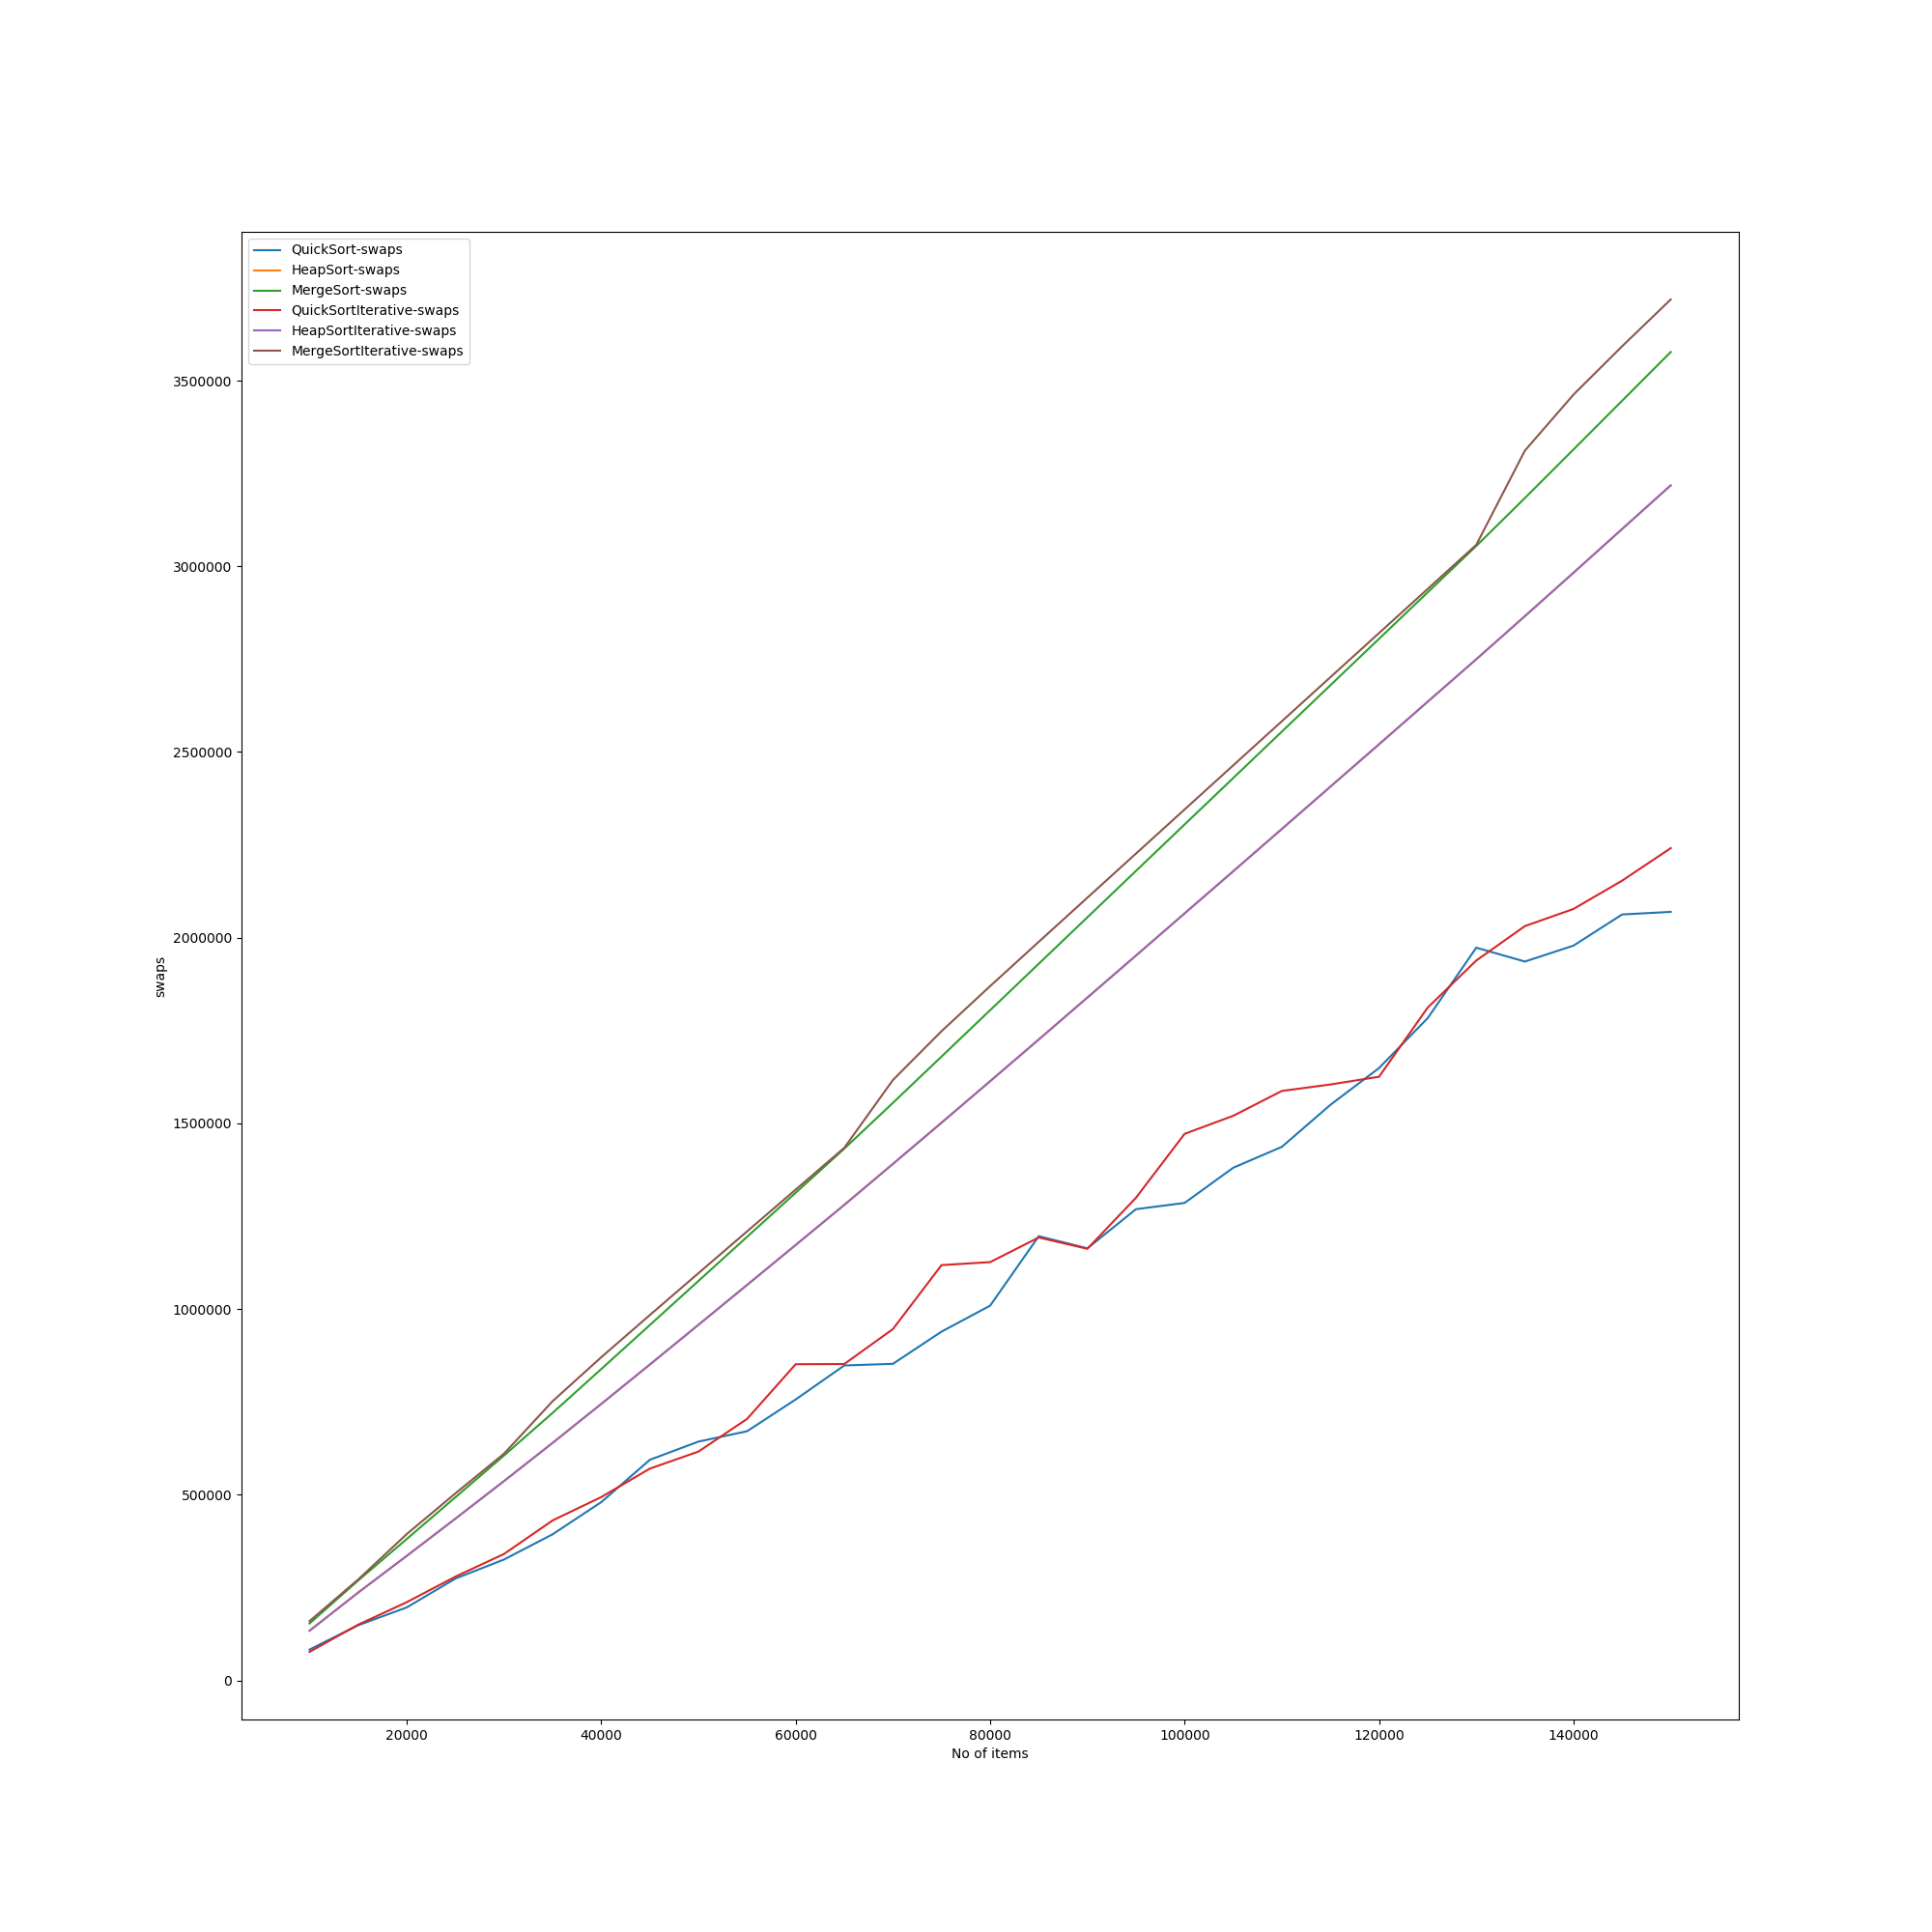 QuickSort-swaps
HeapSort-swaps
MergeSort-swaps
QuickSortIterative-swaps
HeapSortIterative-swaps
MergeSortIterative-swaps
3500000
3000000
2500000
2000000
swaps
1500000
1000000
500000
0
20000 40000 60000 80000 100000 120000 140000
No of items